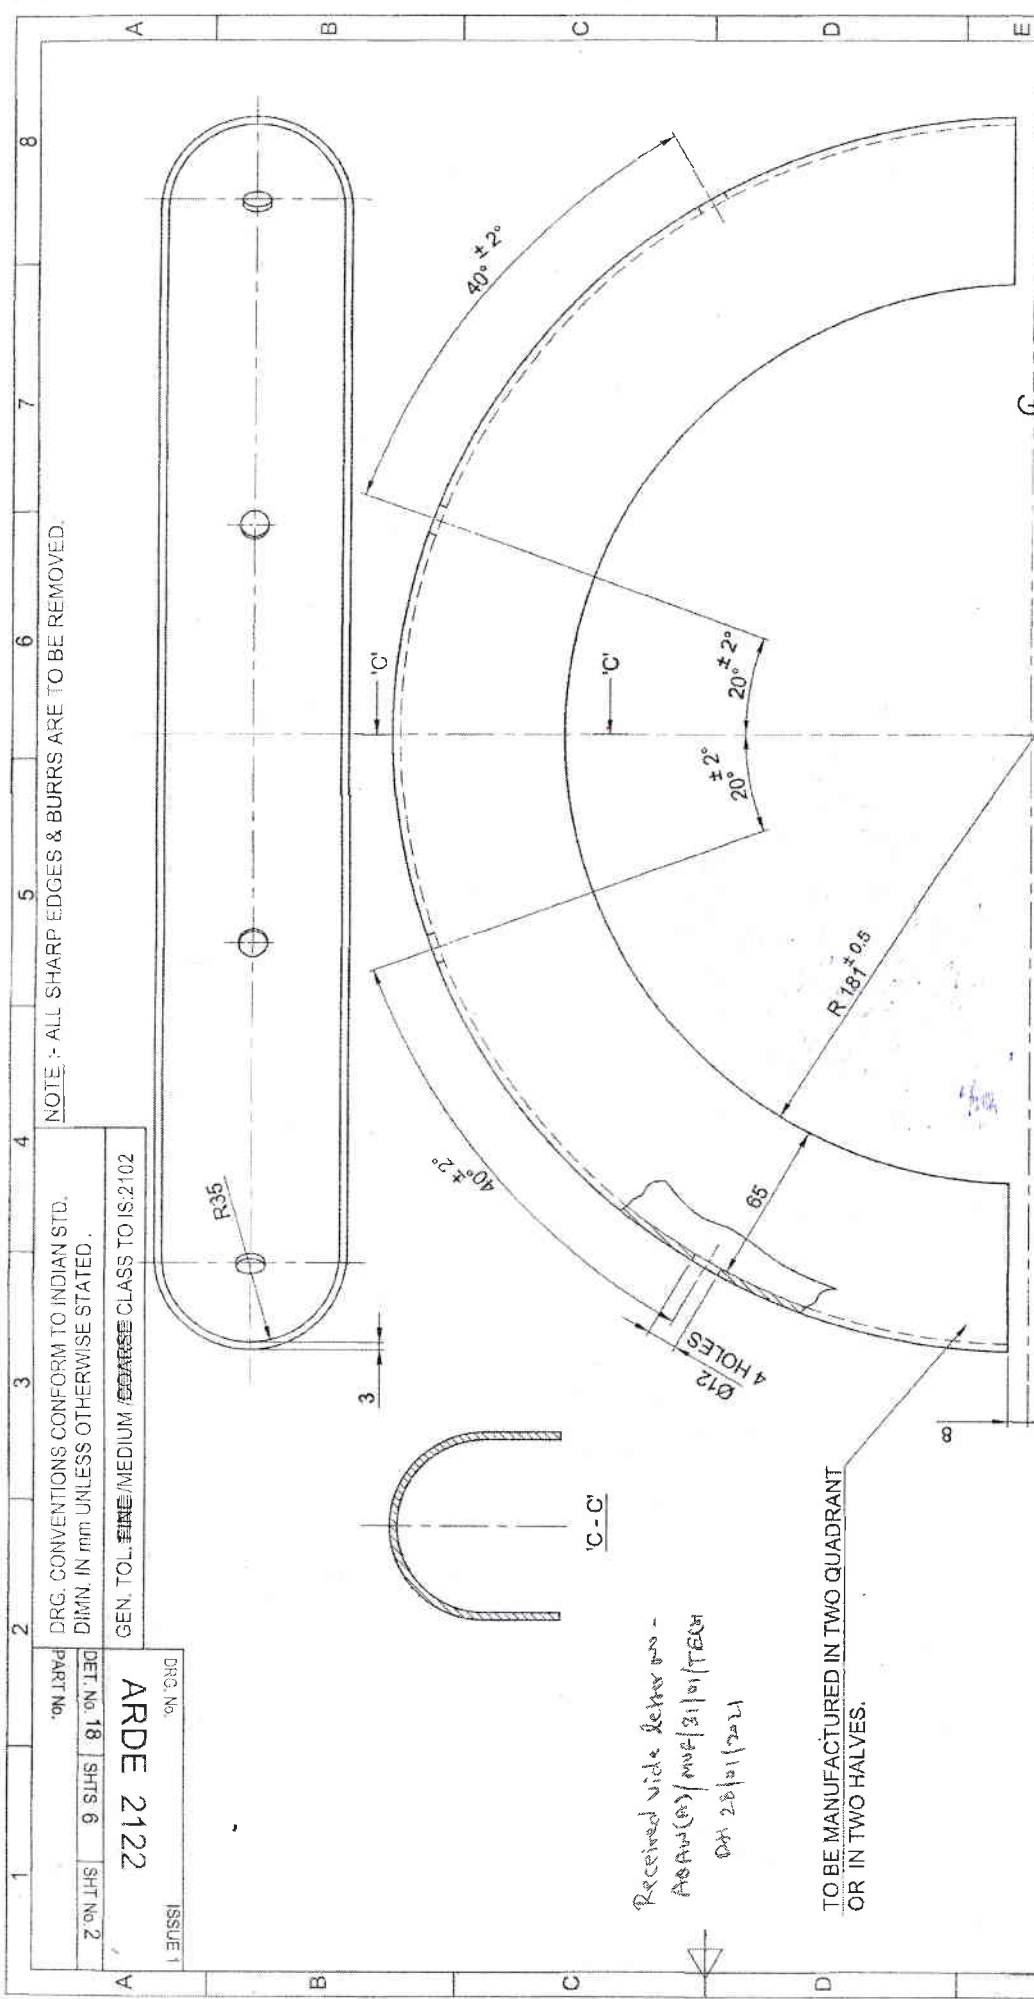 1 2 3 4 5 6 7 8
PART No.
DET. No. 18 SHTS 6 SHT No. 2
DRG. No. ISSUE 1
ARDE 2122
DRG. CONVENTIONS CONFORM TO INDIAN STD.
DIMN. IN mm UNLESS OTHERWISE STATED.
GEN. TOL. FINE/MEDIUM/COARSE CLASS TO IS:2102
NOTE :- ALL SHARP EDGES & BURRS ARE TO BE REMOVED.
A
B
C
D
A
B
C
D
E
R35
3
'C - C'
'C'
'C'
40° ± 2°
40° ± 2°
20° ± 2°
20° ± 2°
R 181 ± 0.5
65
Ø12
4 HOLES
8
TO BE MANUFACTURED IN TWO QUADRANT
OR IN TWO HALVES.
Received vide letter no -
28/01/2021